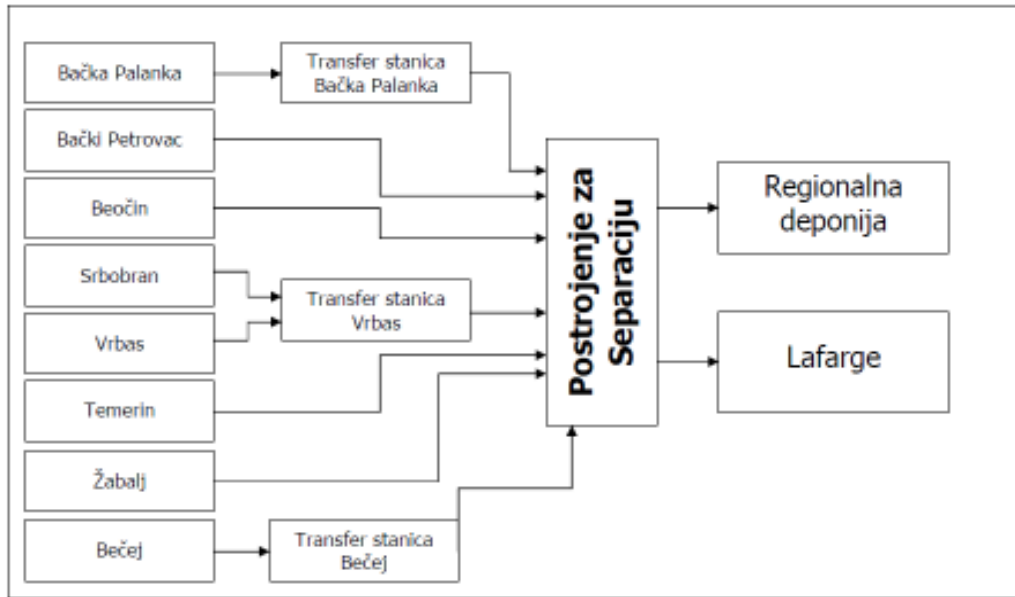 Bačka Palanka
Transfer stanica
Bačka Palanka
Bački Petrovac
Beočin
Srbobran
Vrbas
Transfer stanica
Vrbas
Temerin
Žabalj
Bečej
Transfer stanica
Bečej
Postrojenje za
Separaciju
Regionalna
deponija
Lafarge